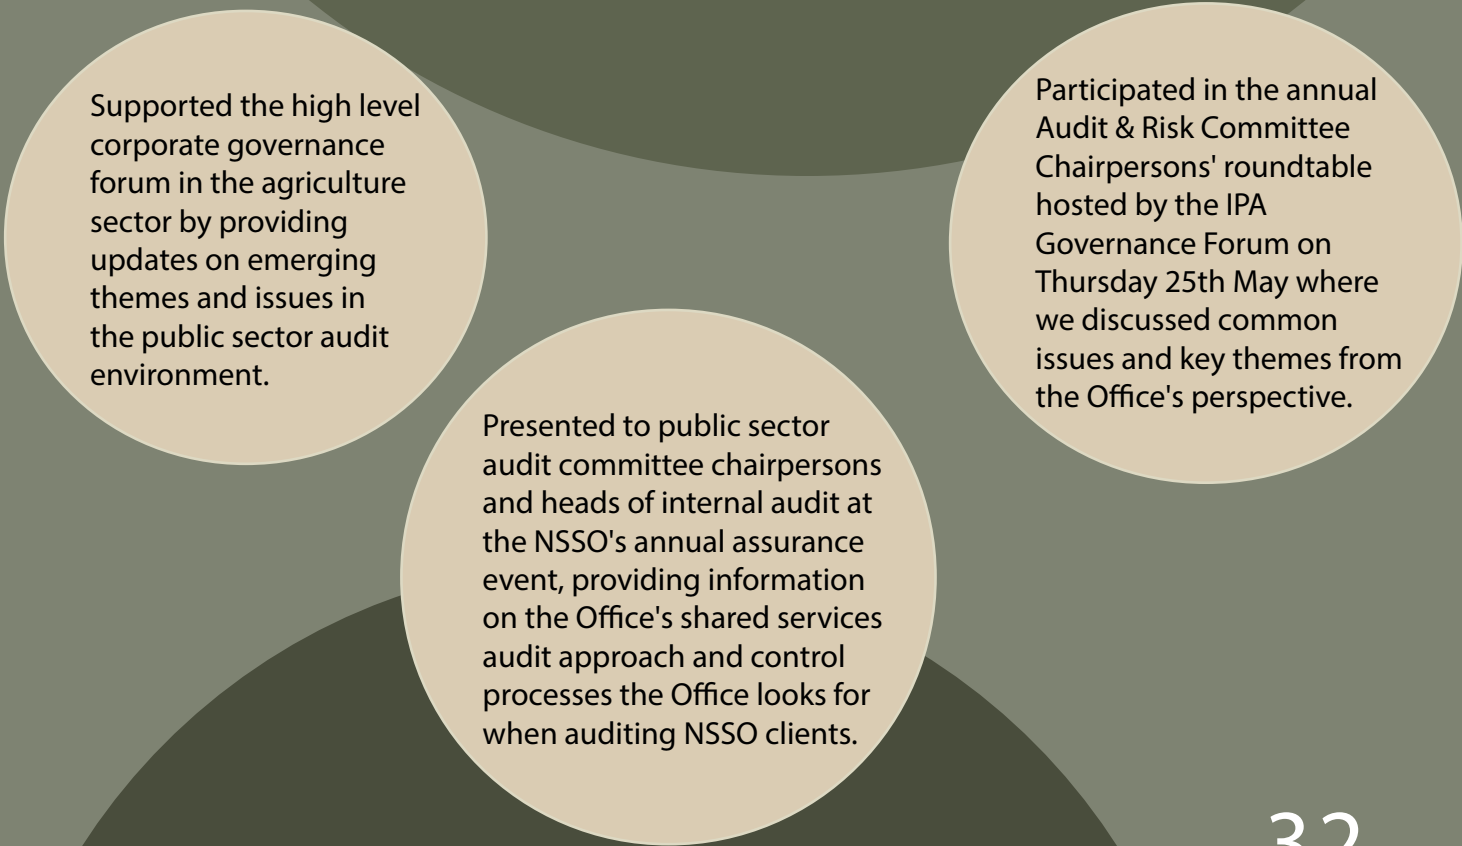 Supported the high level
corporate governance
forum in the agriculture
sector by providing
updates on emerging
themes and issues in
the public sector audit
environment.
Participated in the annual
Audit & Risk Committee
Chairpersons' roundtable
hosted by the IPA
Governance Forum on
Thursday 25th May where
we discussed common
issues and key themes from
the Office's perspective.
Presented to public sector
audit committee chairpersons
and heads of internal audit at
the NSSO's annual assurance
event, providing information
on the Office's shared services
audit approach and control
processes the Office looks for
when auditing NSSO clients.
32